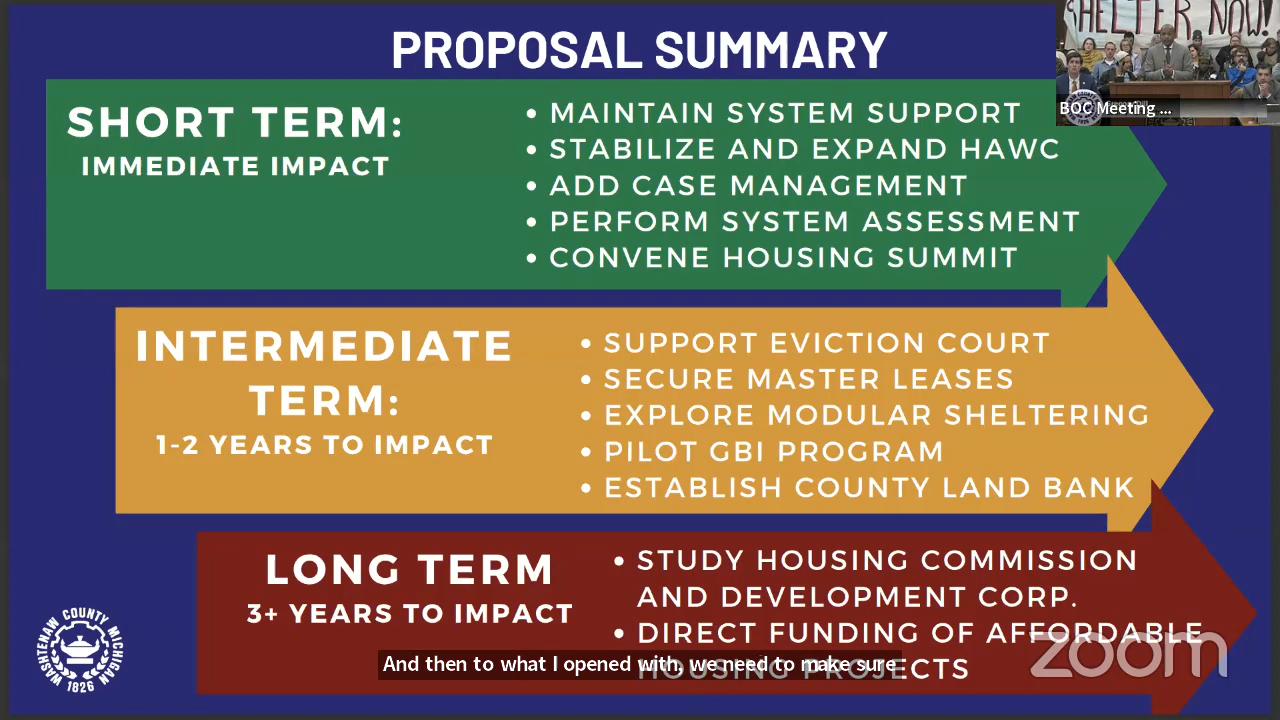 PROPOSAL SUMMARY
SHELTER NOW!
BOC Meeting ...
SHORT TERM:
IMMEDIATE IMPACT
• MAINTAIN SYSTEM SUPPORT
• STABILIZE AND EXPAND HAWC
• ADD CASE MANAGEMENT
• PERFORM SYSTEM ASSESSMENT
• CONVENE HOUSING SUMMIT
INTERMEDIATE
TERM:
1-2 YEARS TO IMPACT
• SUPPORT EVICTION COURT
• SECURE MASTER LEASES
• EXPLORE MODULAR SHELTERING
• PILOT GBI PROGRAM
• ESTABLISH COUNTY LAND BANK
LONG TERM
3+ YEARS TO IMPACT
• STUDY HOUSING COMMISSION
AND DEVELOPMENT CORP.
• DIRECT FUNDING OF AFFORDABLE
HOUSING PROJECTS
And then to what I opened with, we need to make sure
zoom
WASHTENAW COUNTY MICHIGAN
1826